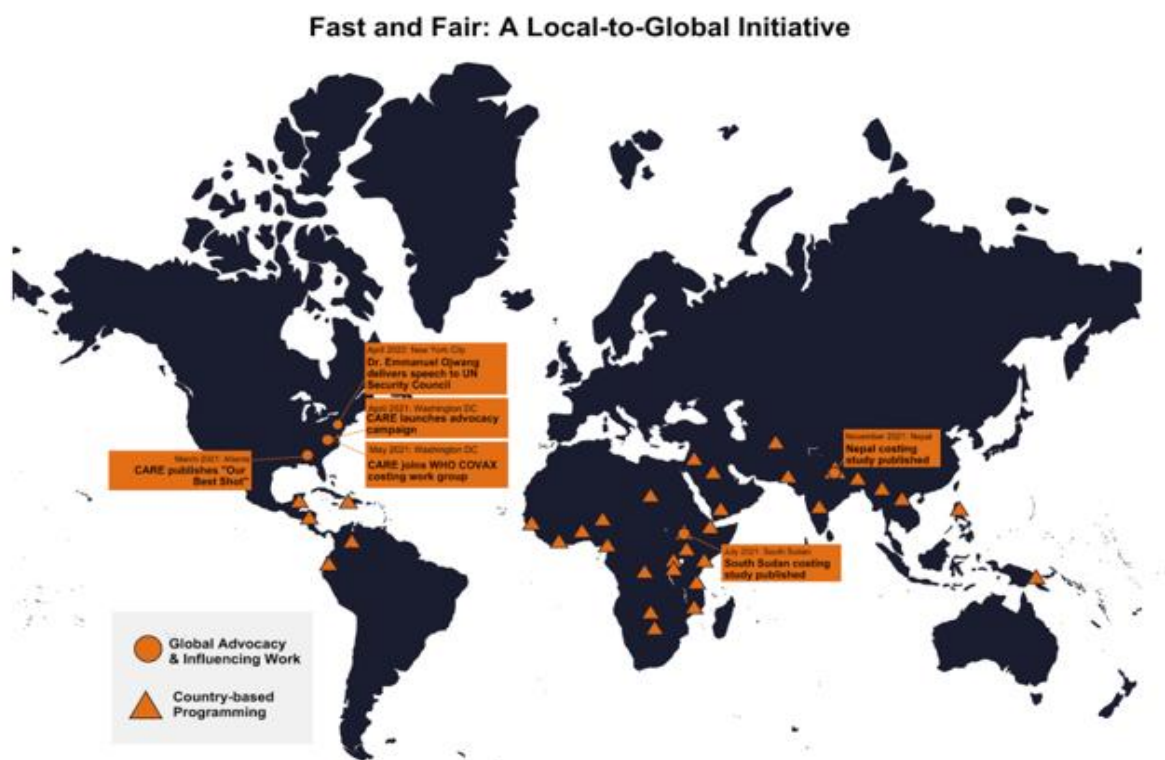 Fast and Fair: A Local-to-Global Initiative
April 2022: New York City
Dr. Emmanuel Ojwang
delivers speech to UN
Security Council
April 2021: Washington DC
CARE launches advocacy
campaign
May 2021: Washington DC
CARE joins WHO COVAX
costing work group
March 2021: Atlanta
CARE publishes "Our
Best Shot"
November 2021: Nepal
Nepal costing
study published
July 2021: South Sudan
South Sudan costing
study published
Global Advocacy
& Influencing Work
Country-based
Programming